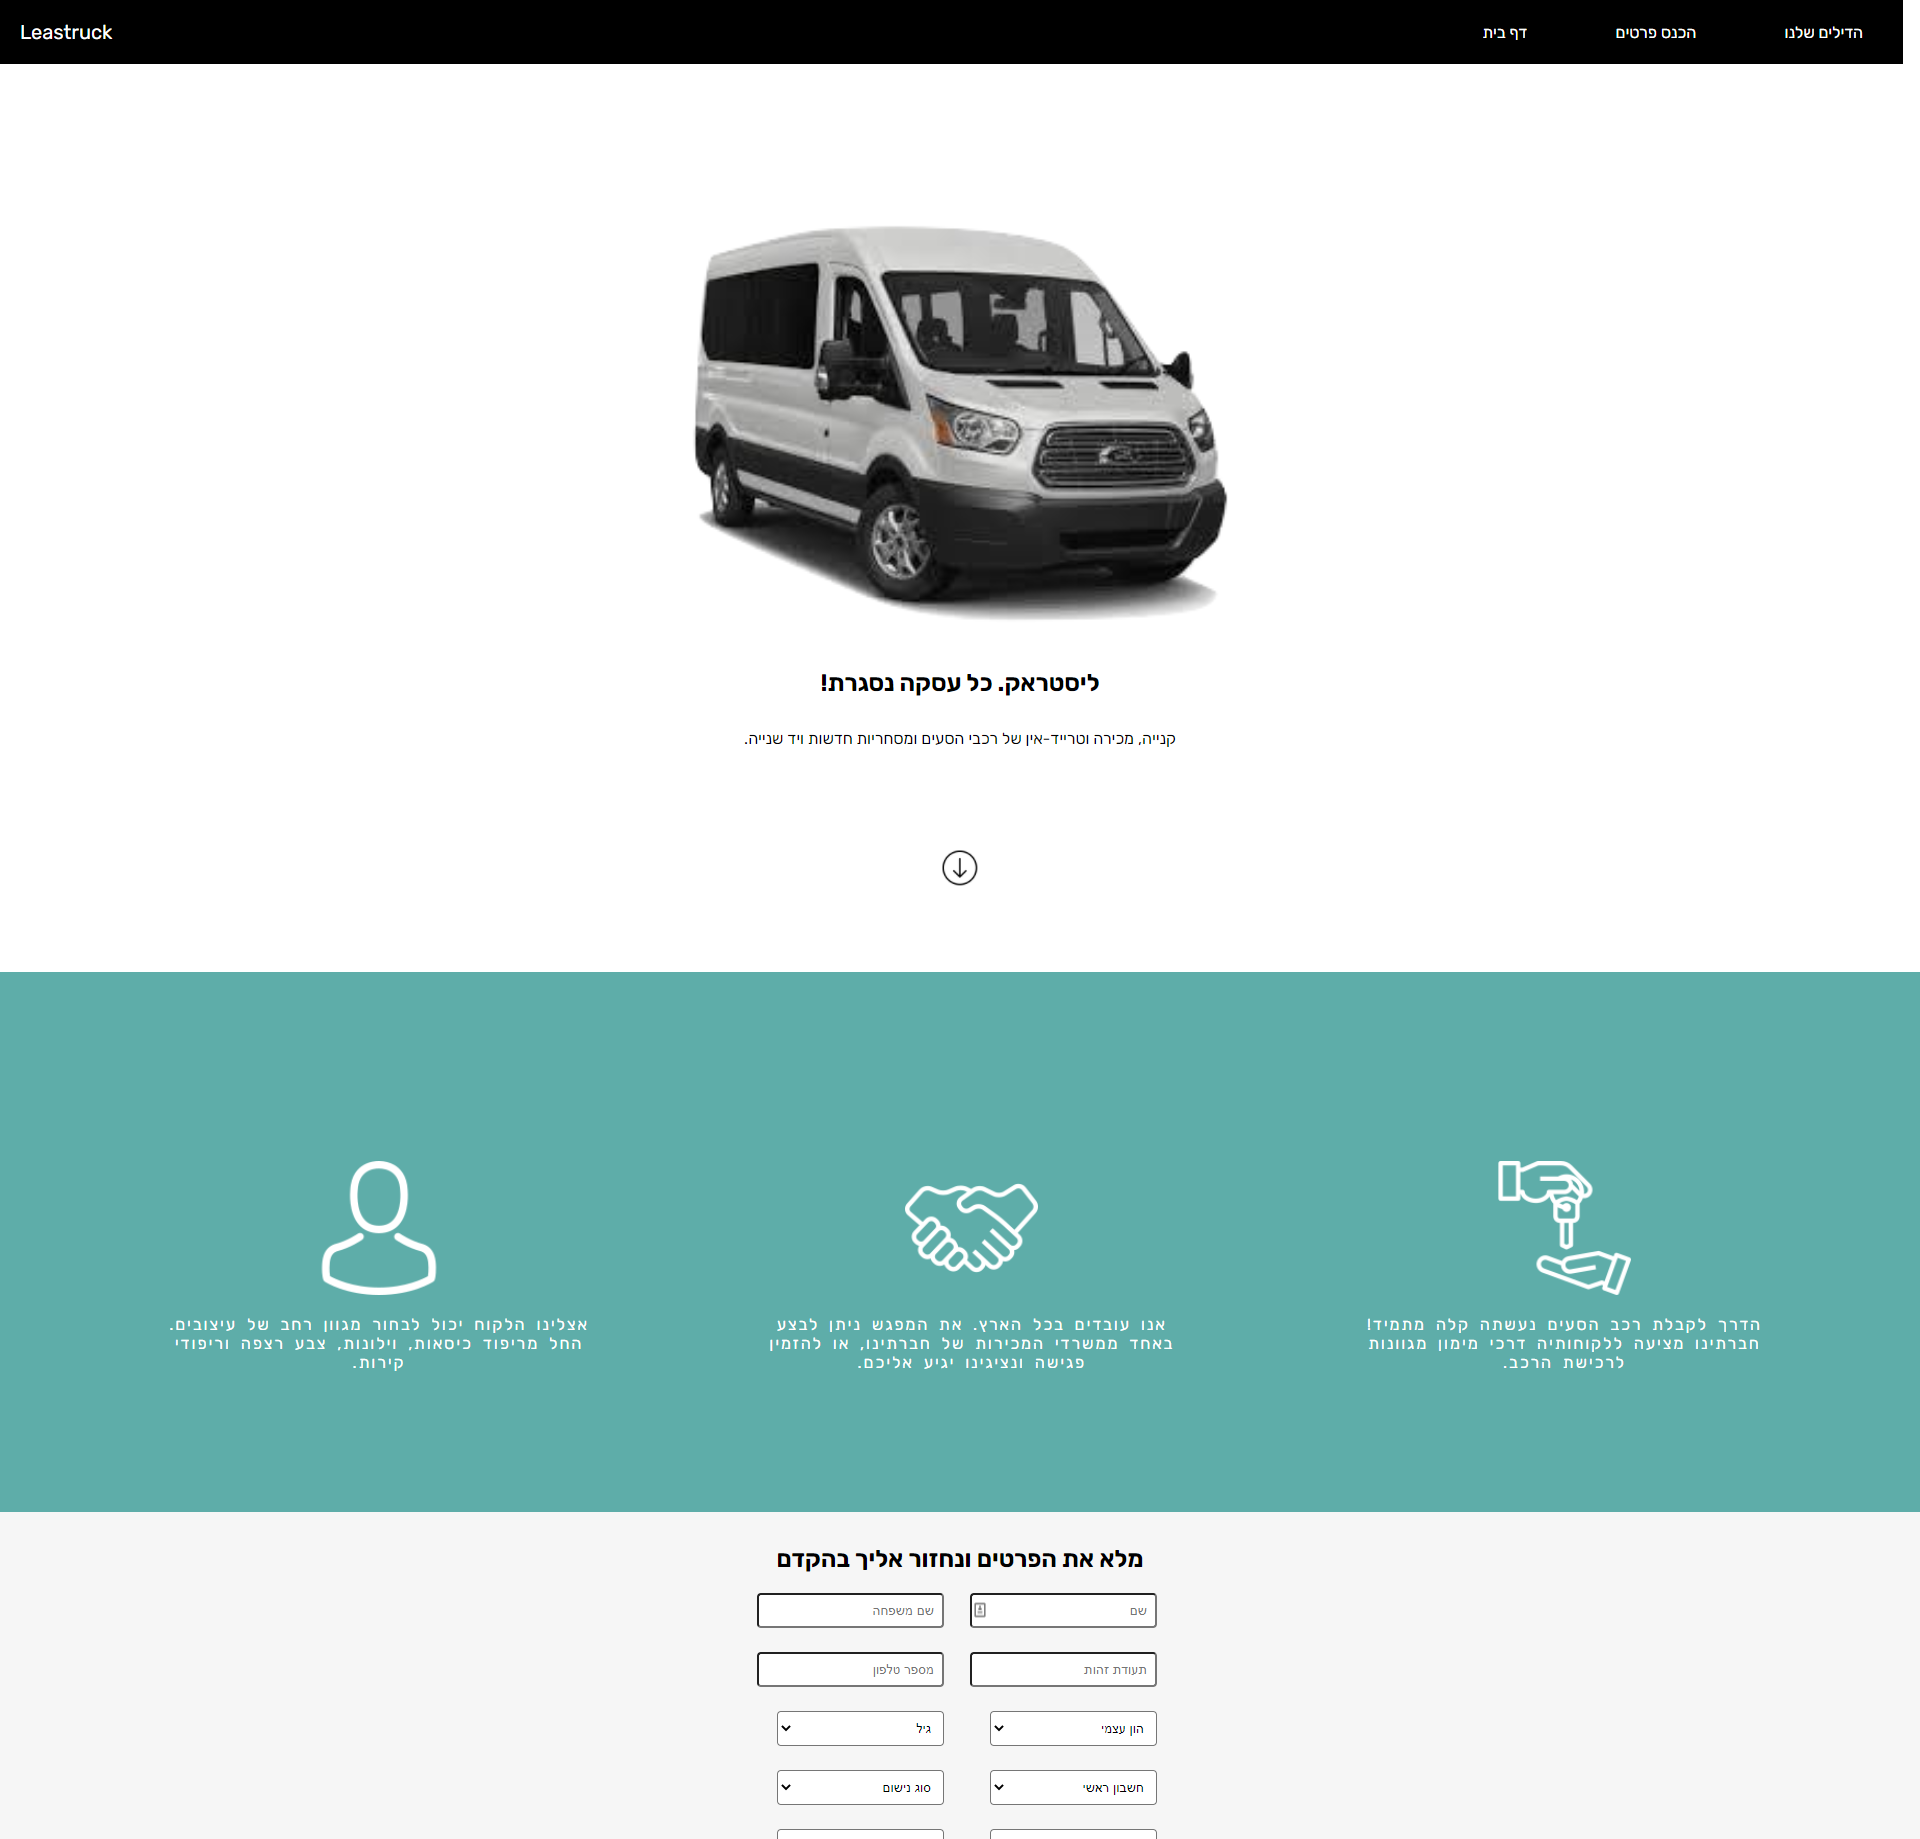 Leastruck
הדילים שלנו
הכנס פרטים
דף בית
ליסטראק. כל עסקה נסגרת!
קנייה, מכירה וטרייד-אין של רכבי הסעים ומסחריות חדשות ויד שנייה.
הדרך לקבלת רכב הסעים נעשתה קלה מתמיד!
חברתינו מציעה ללקוחותיה דרכי מימון מגוונות
לרכישת הרכב.
אנו עובדים בכל הארץ. את המפגש ניתן לבצע
באחד ממשרדי המכירות של חברתינו, או להזמין
פגישה ונציגינו יגיע אליכם.
אצלינו הלקוח יכול לבחור מגוון רחב של עיצובים.
החל מריפוד כיסאות, וילונות, צבע רצפה וריפודי
קירות.
מלא את הפרטים ונחזור אליך בהקדם
שם
שם משפחה
תעודת זהות
מספר טלפון
הון עצמי
גיל
חשבון ראשי
סוג נישום